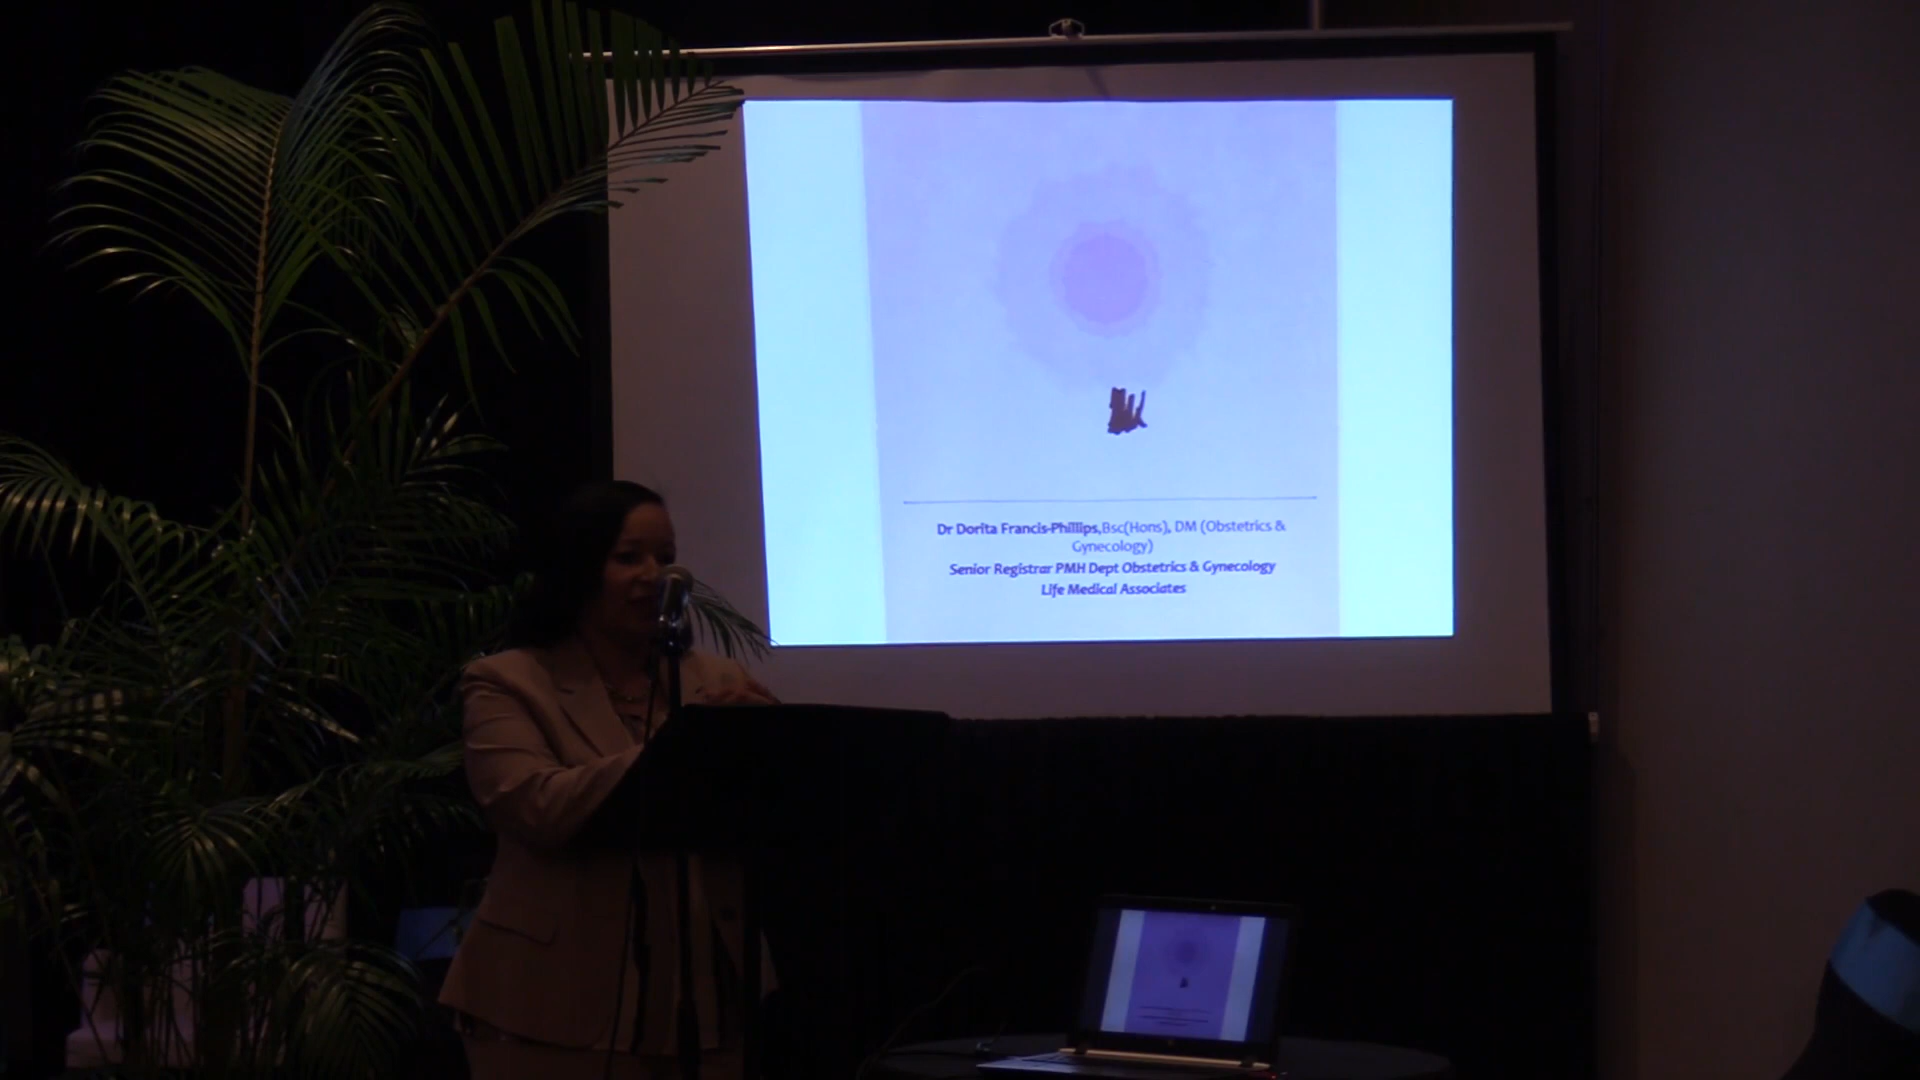 Dr Dorita Francis-Phillips,Bsc(Hons), DM (Obstetrics &
Gynecology)
Senior Registrar PMH Dept Obstetrics & Gynecology
Life Medical Associates